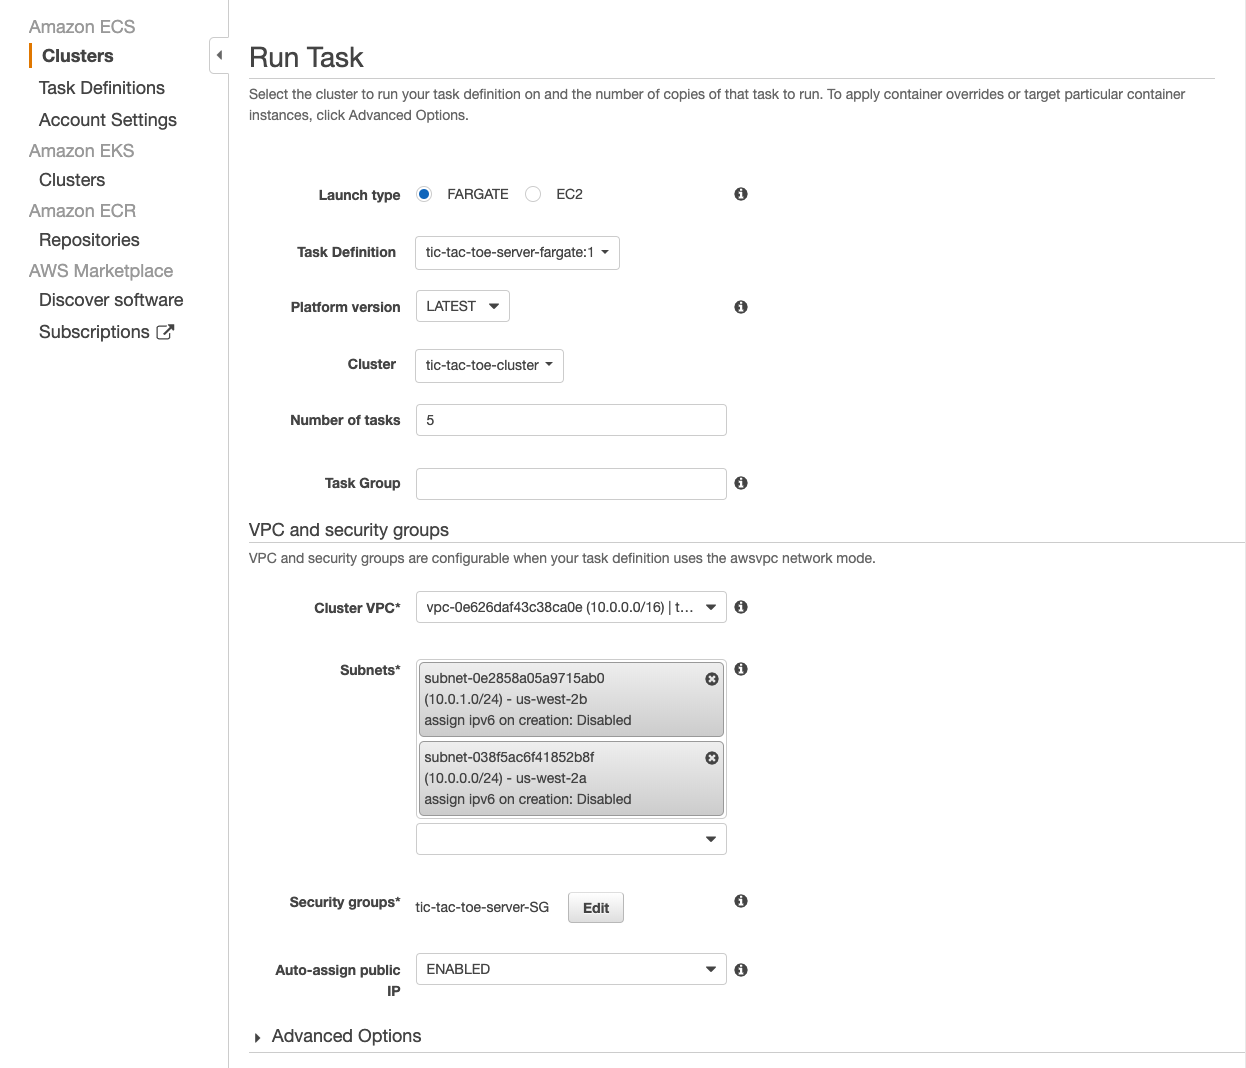 Amazon ECS
Clusters
Task Definitions
Account Settings
Amazon EKS
Clusters
Amazon ECR
Repositories
AWS Marketplace
Discover software
Subscriptions
Run Task
Select the cluster to run your task definition on and the number of copies of that task to run. To apply container overrides or target particular container
instances, click Advanced Options.
Launch type FARGATE EC2
Task Definition tic-tac-toe-server-fargate:1
Platform version LATEST
Cluster tic-tac-toe-cluster
Number of tasks 5
Task Group
VPC and security groups
VPC and security groups are configurable when your task definition uses the awsvpc network mode.
Cluster VPC* vpc-0e626daf43c38ca0e (10.0.0.0/16) | t...
Subnets* subnet-0e2858a05a9715ab0
(10.0.1.0/24) - us-west-2b
assign ipv6 on creation: Disabled
subnet-038f5ac6f41852b8f
(10.0.0.0/24) - us-west-2a
assign ipv6 on creation: Disabled
Security groups* tic-tac-toe-server-SG Edit
Auto-assign public ENABLED
IP
Advanced Options